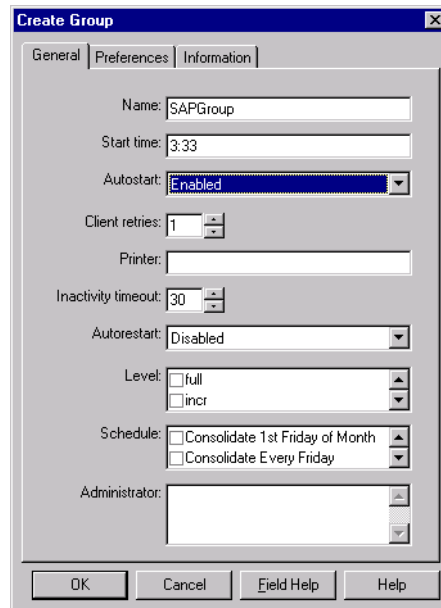 Create Group
General Preferences Information
Name: SAPGroup
Start time: 3:33
Autostart: Enabled
Client retries: 1
Printer:
Inactivity timeout: 30
Autorestart: Disabled
Level: full
incr
Schedule: Consolidate 1st Friday of Month
Consolidate Every Friday
Administrator:
OK Cancel Field Help Help